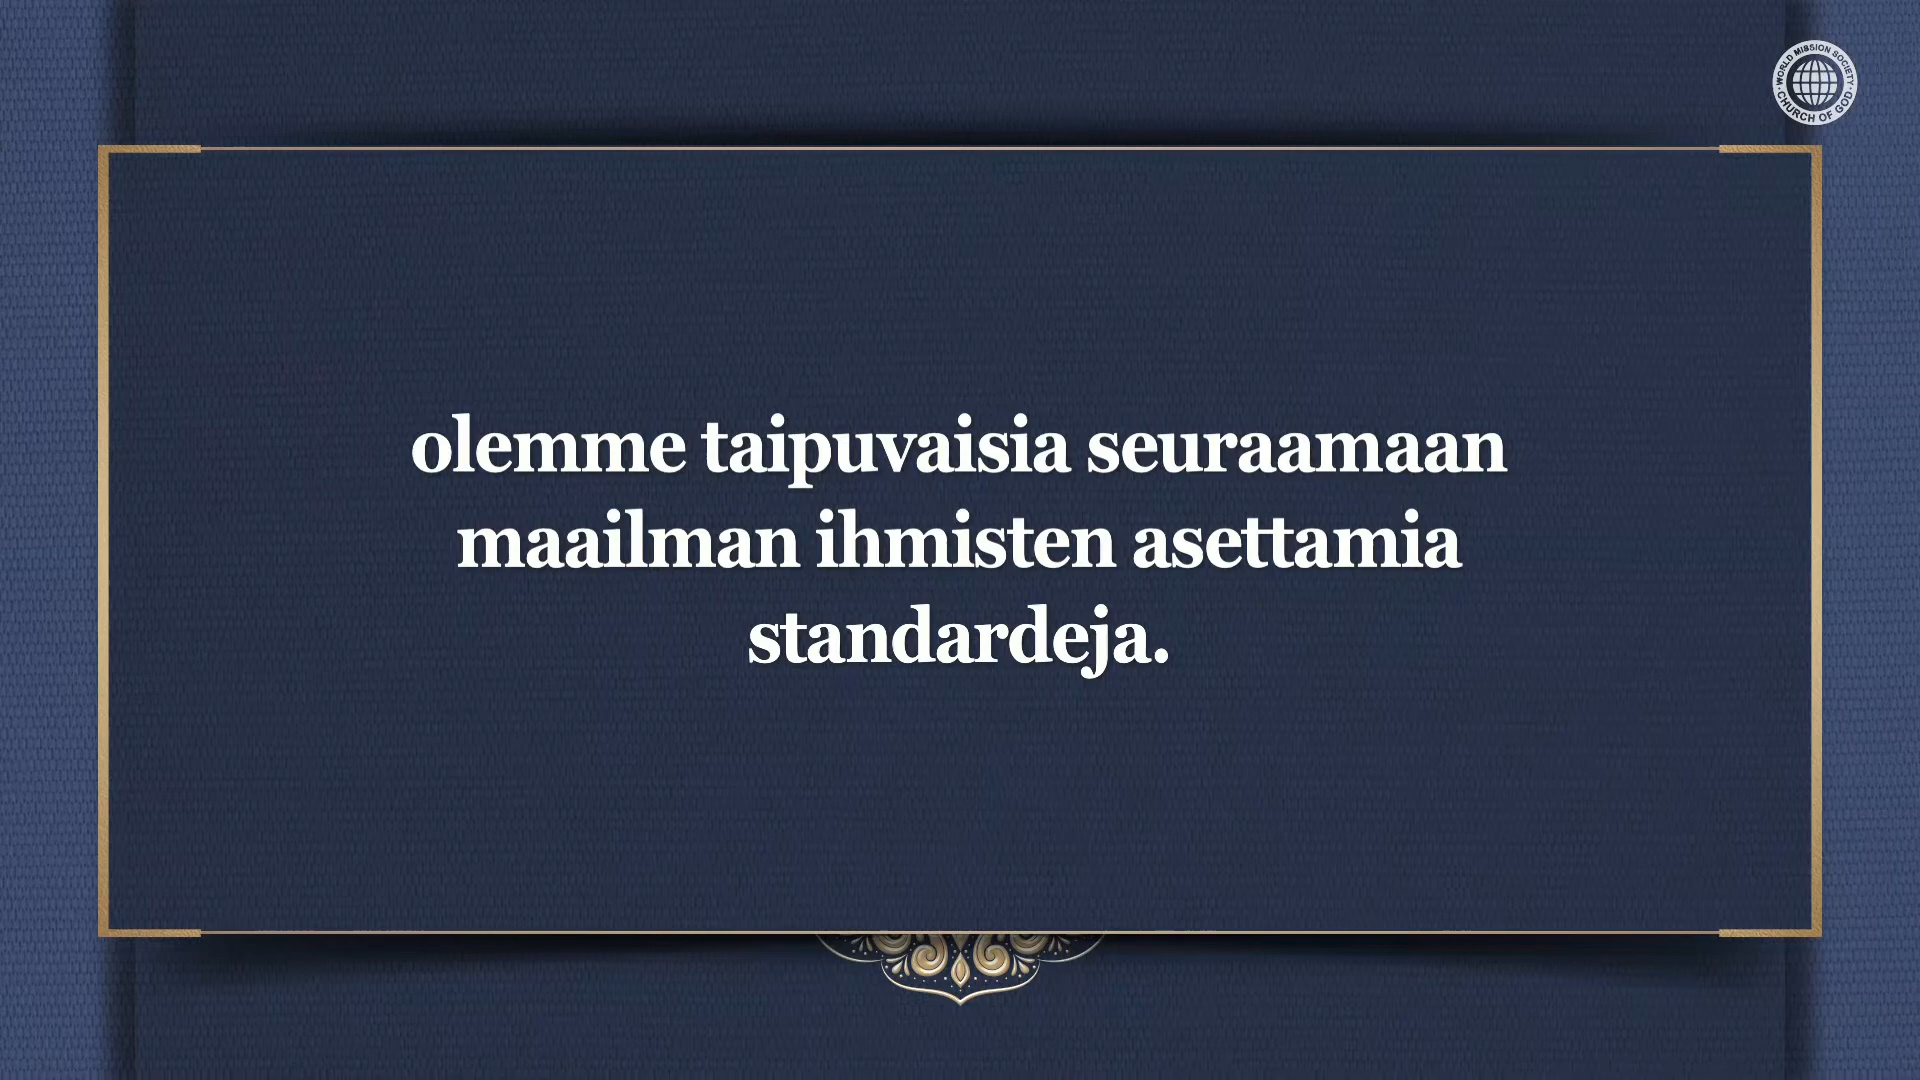 WORLD MISSION SOCIETY
CHURCH OF GOD
olemme taipuvaisia seuraamaan
maailman ihmisten asettamia
standardeja.